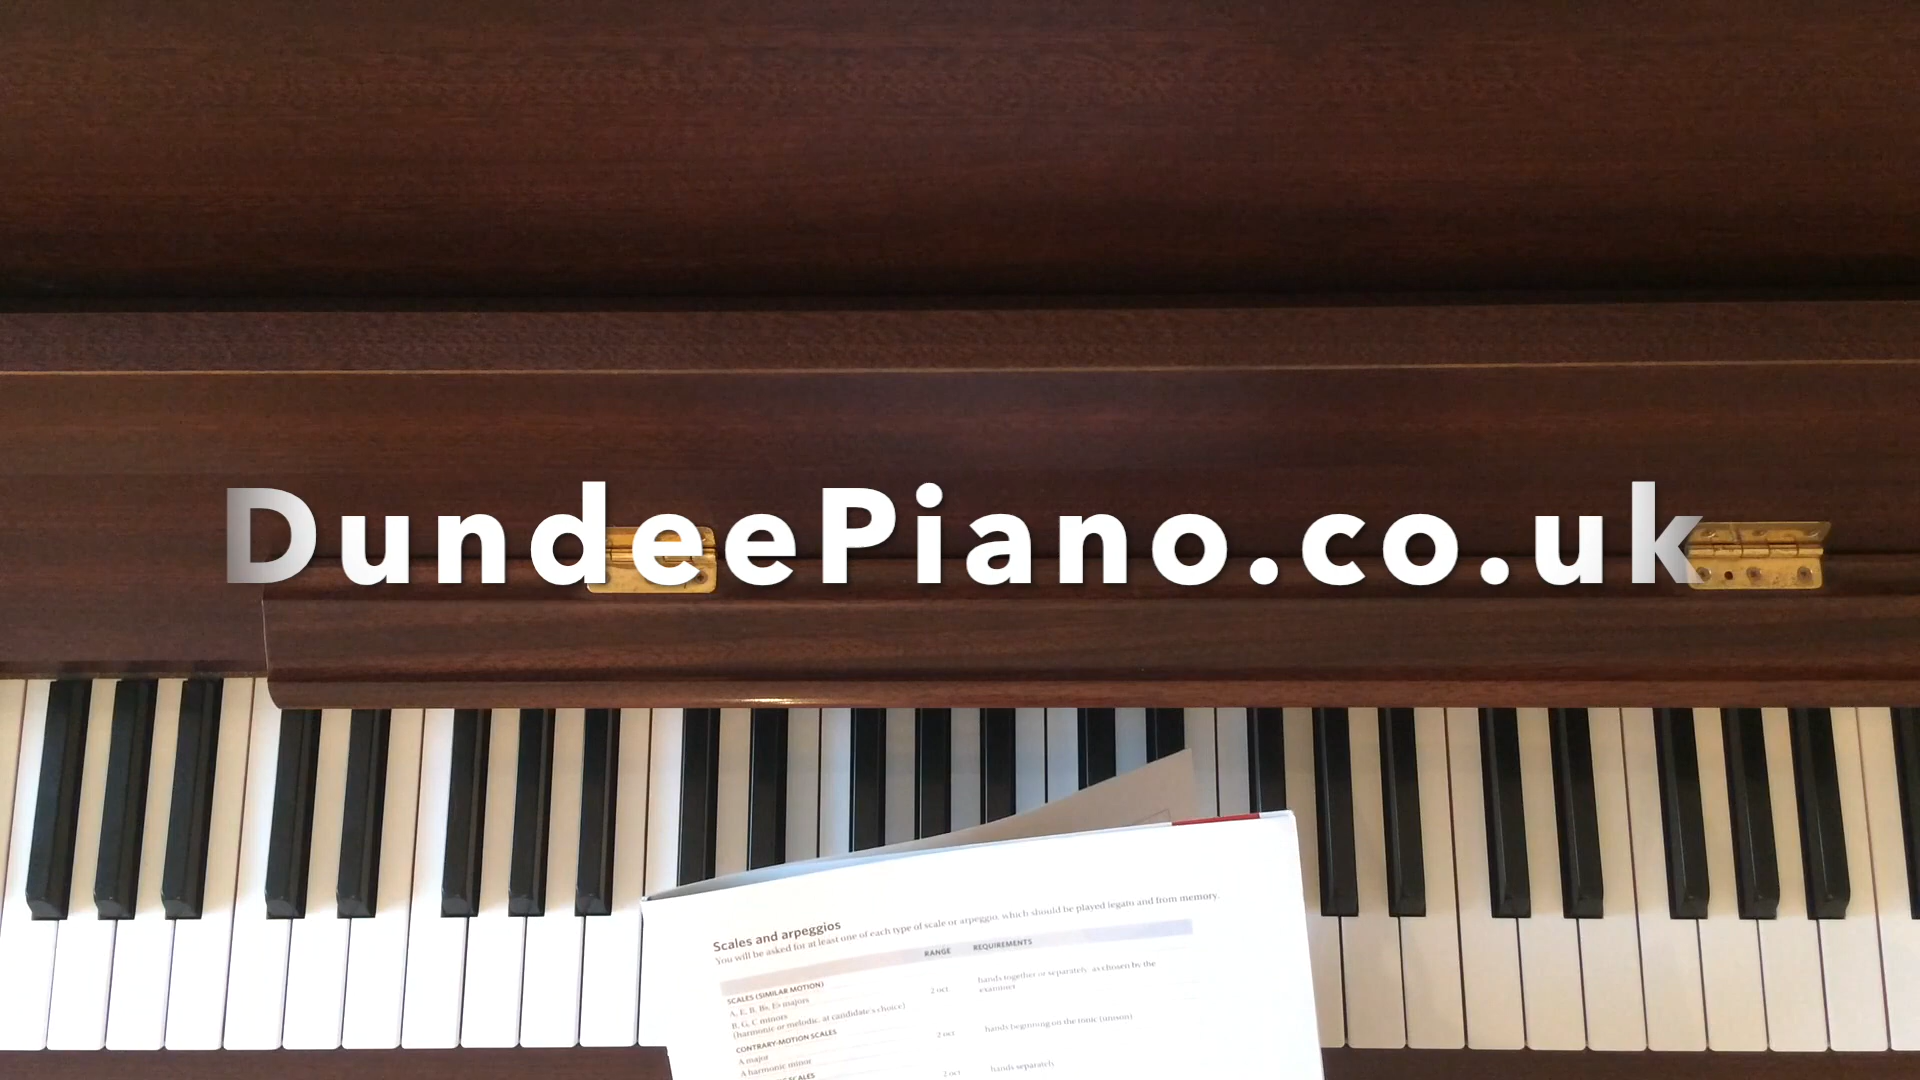 DundeePiano.co.uk
Scales and arpeggios
You will be asked for at least one of each type of scale or arpeggio, which should be played legato and from memory.
RANGE REQUIREMENTS
SCALES (SIMILAR MOTION)
A, E, B, B♭, E♭ majors 2 oct. hands together or separately, as chosen by the
B, G, C minors examiner
(harmonic or melodic, at candidate's choice)
CONTRARY-MOTION SCALES
A major 2 oct. hands beginning on the tonic (unison)
A harmonic minor
SCALES
2 oct. hands separately